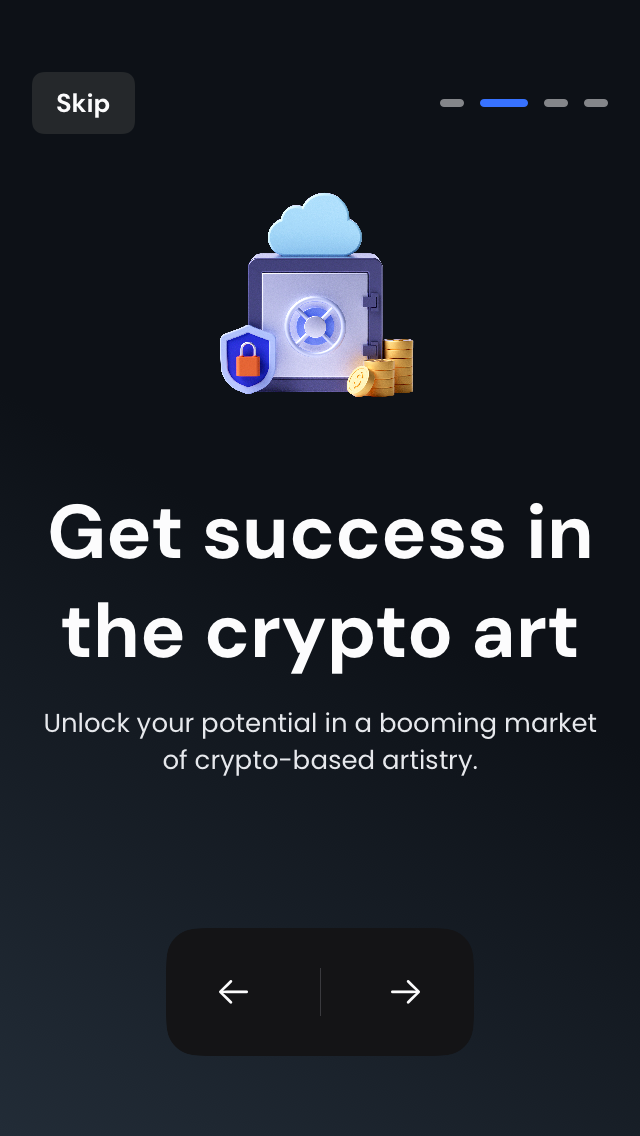 Skip
Get success in
the crypto art
Unlock your potential in a booming market
of crypto-based artistry.